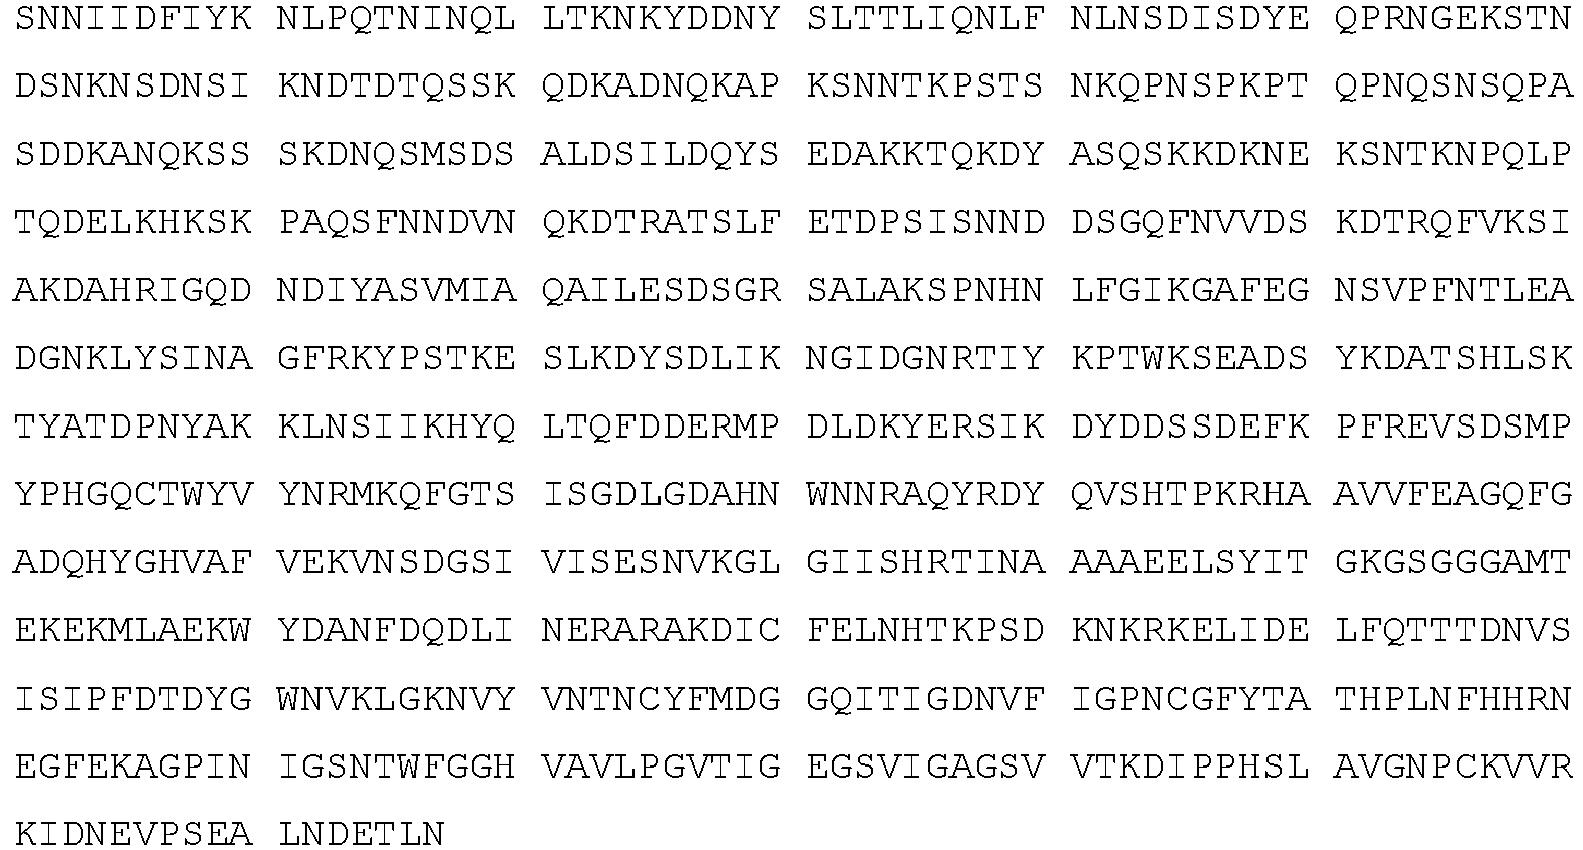 SNNIIDFIYK NLPQTNINQL LTKNKYDDNY SLTTLIQNLF NLNSDISDYE QPRNGEKSTN
DSNKNSDNSI KNDTDTQSSK QDKADNQKAP KSNNTKPSTS NKQPNSPKPT QPNQSNSQPA
SDDKANQKSS SKDNQSMSDS ALDSILDQYS EDAKKTQKDY ASQSKKDKNE KSNTKNPQLP
TQDELKHKSK PAQSFNNDVN QKDTRATSLF ETDPSISNND DSGQFNVVDS KDTRQFVKSI
AKDAHRIGQD NDIYASVMIA QAILESDSGR SALAKSPNHN LFGIKGAFEG NSVPFNTLEA
DGNKLYSINA GFRKYPSTKE SLKDYSDLIK NGIDGNRTIY KPTWKSEADS YKDATSHLSK
TYATDPNYAK KLNSIIKHYQ LTQFDDERMP DLDKYERSIK DYDDSSDEFK PFREVSDSMP
YPHGQCTWYV YNRMKQFGTS ISGDLGDAHN WNNRAQYRDY QVSHTPKRHA AVVFEAGQFG
ADQHYGHVAF VEKVNSDGSI VISESNVKGL GIISHRTINA AAAEELSYIT GKGSGGGAMT
EKEKMLAEKW YDANFDQDLI NERARAKDIC FELNHTKPSD KNKRKELIDE LFQTTTDNVS
ISIPFDTDYG WNVKLGKNVY VNTNCYFMDG GQITIGDNVF IGPNCGFYTA THPLNFHHRN
EGFEKAGPIN IGSNTWFGGH VAVLPGVTIG EGSVIGAGSV VTKDIPPHSL AVGNPCKVVR
KIDNEVPSEA LNDETLN